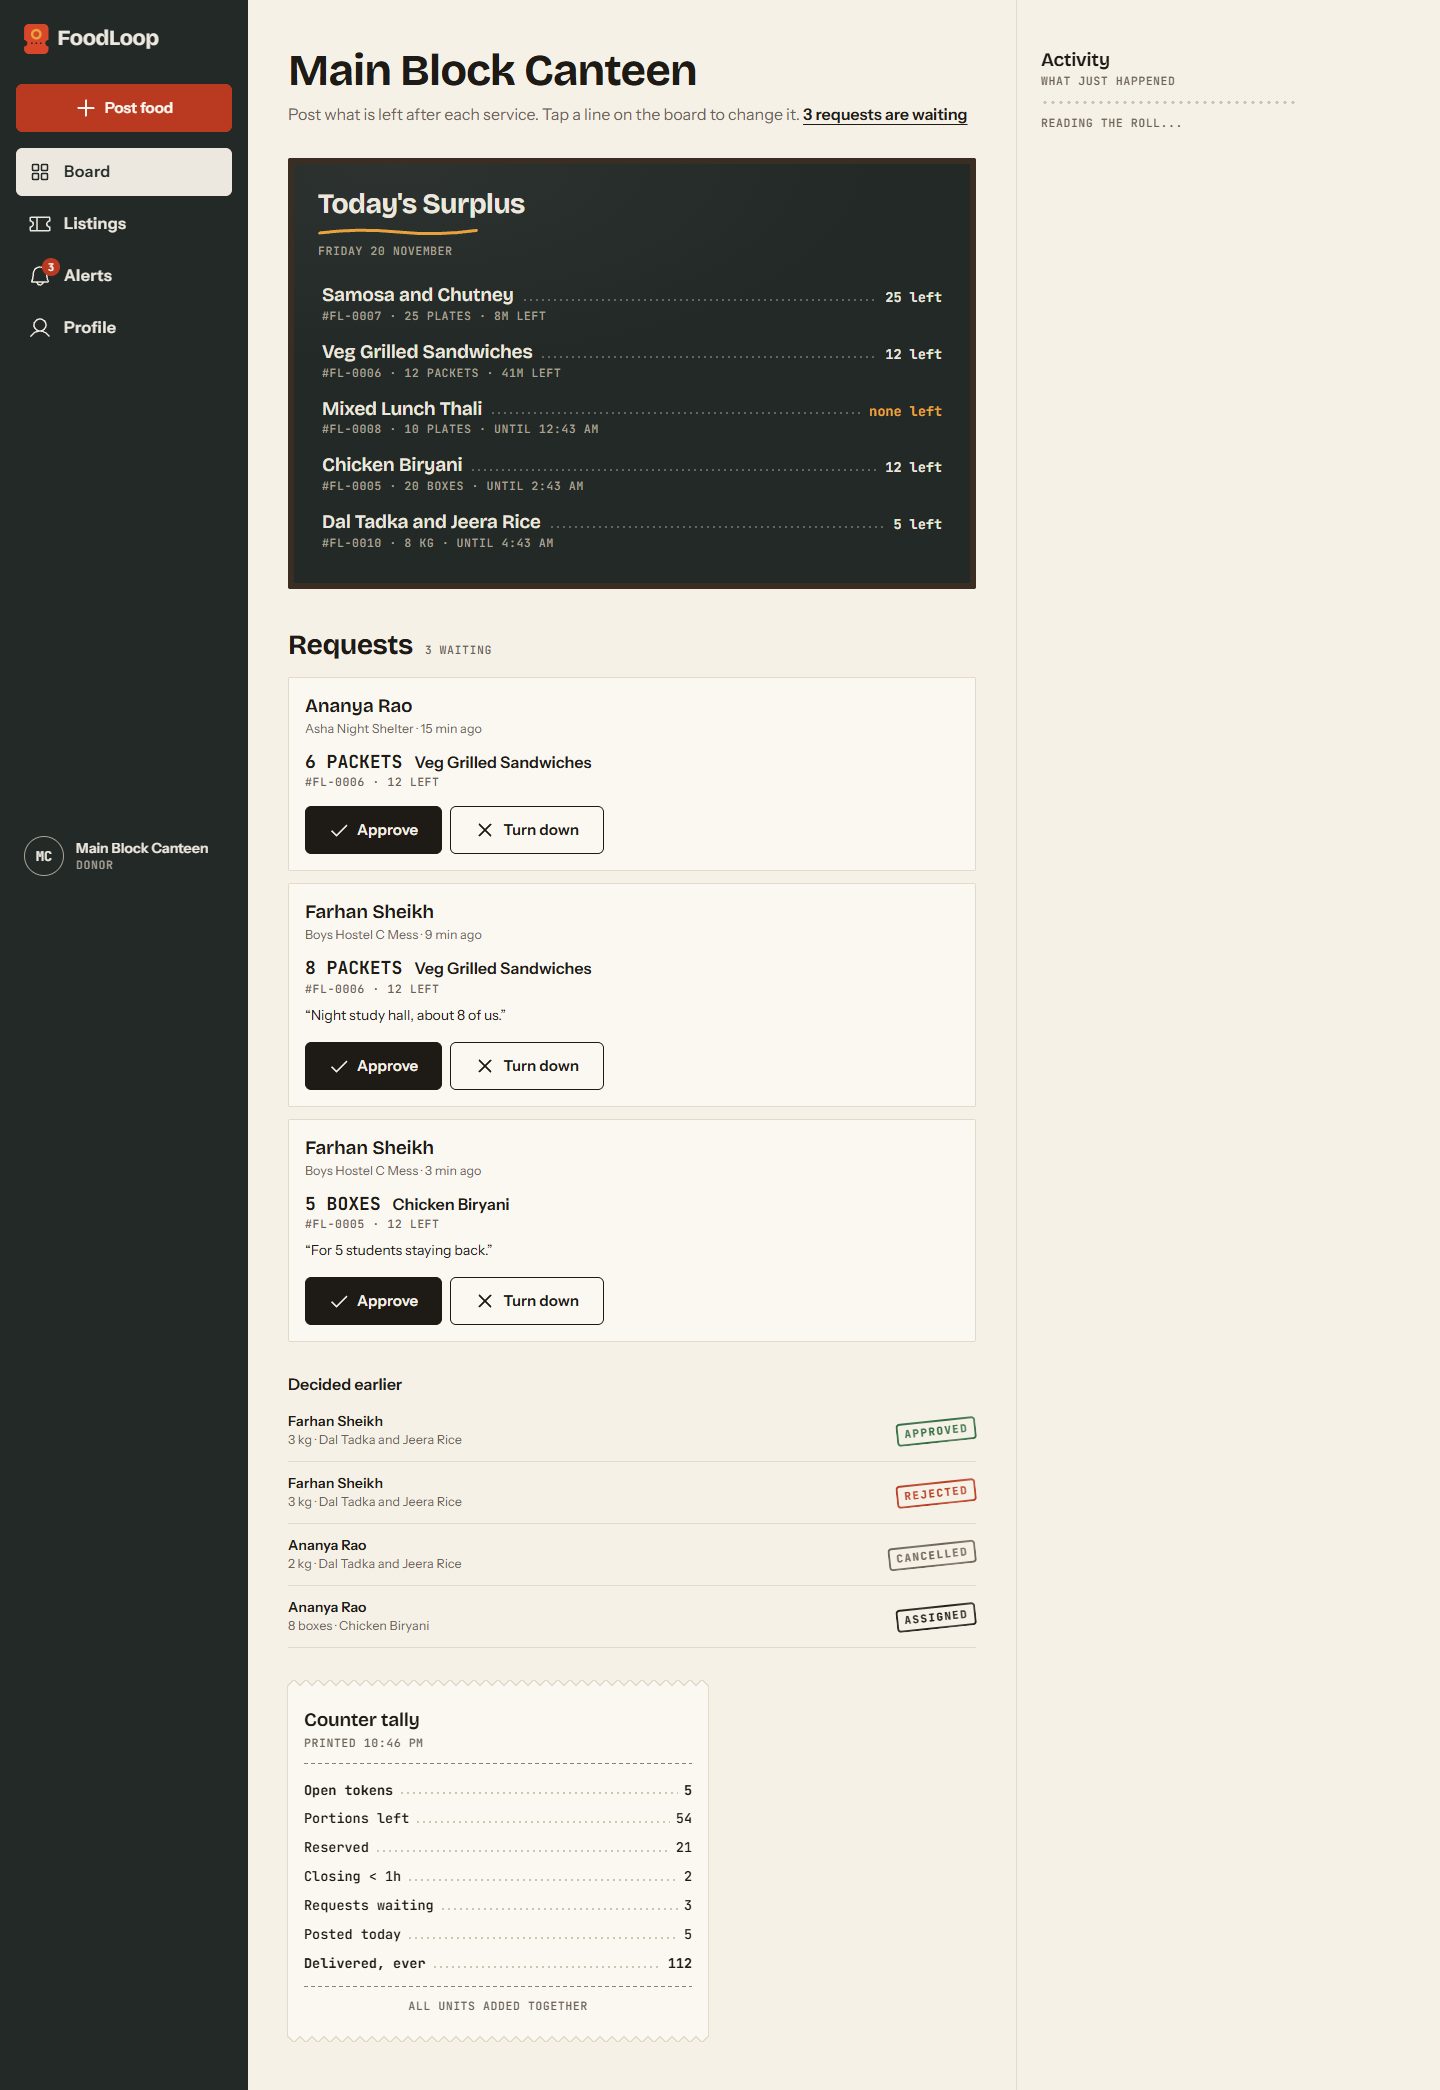 FoodLoop
Post food
Board
Listings
3
Alerts
Profile
MC
Main Block Canteen
DONOR
Main Block Canteen
Post what is left after each service. Tap a line on the board to change it. 3 requests are waiting
Today's Surplus
FRIDAY 20 NOVEMBER
Samosa and Chutney 25 left
#FL-0007 · 25 PLATES · 8M LEFT
Veg Grilled Sandwiches 12 left
#FL-0006 · 12 PACKETS · 41M LEFT
Mixed Lunch Thali none left
#FL-0008 · 10 PLATES · UNTIL 12:43 AM
Chicken Biryani 12 left
#FL-0005 · 20 BOXES · UNTIL 2:43 AM
Dal Tadka and Jeera Rice 5 left
#FL-0010 · 8 KG · UNTIL 4:43 AM
Requests 3 WAITING
Ananya Rao
Asha Night Shelter · 15 min ago
6 PACKETS Veg Grilled Sandwiches
#FL-0006 · 12 LEFT
Approve
Turn down
Farhan Sheikh
Boys Hostel C Mess · 9 min ago
8 PACKETS Veg Grilled Sandwiches
#FL-0006 · 12 LEFT
“Night study hall, about 8 of us.”
Approve
Turn down
Farhan Sheikh
Boys Hostel C Mess · 3 min ago
5 BOXES Chicken Biryani
#FL-0005 · 12 LEFT
“For 5 students staying back.”
Approve
Turn down
Decided earlier
Farhan Sheikh
3 kg · Dal Tadka and Jeera Rice
APPROVED
Farhan Sheikh
3 kg · Dal Tadka and Jeera Rice
REJECTED
Ananya Rao
2 kg · Dal Tadka and Jeera Rice
CANCELLED
Ananya Rao
8 boxes · Chicken Biryani
ASSIGNED
Counter tally
PRINTED 10:46 PM
Open tokens 5
Portions left 54
Reserved 21
Closing < 1h 2
Requests waiting 3
Posted today 5
Delivered, ever 112
ALL UNITS ADDED TOGETHER
Activity
WHAT JUST HAPPENED
READING THE ROLL...